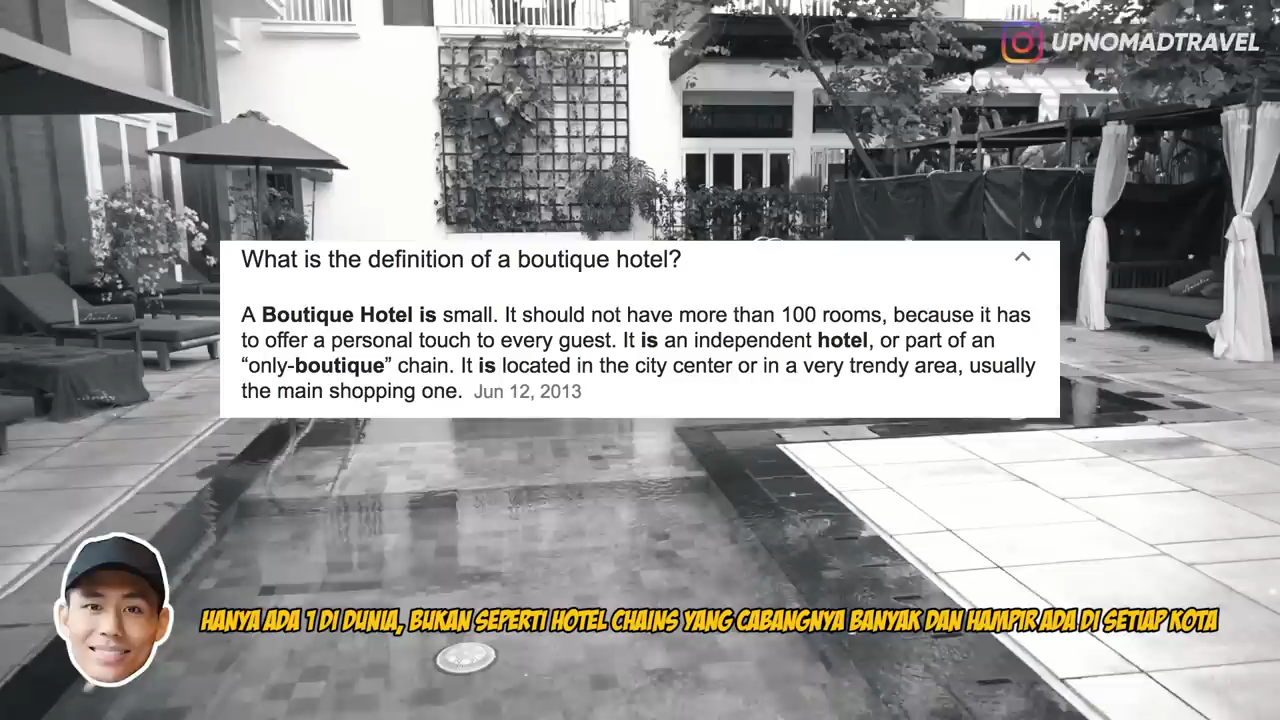 UPNOMADTRAVEL
What is the definition of a boutique hotel?
A Boutique Hotel is small. It should not have more than 100 rooms, because it has
to offer a personal touch to every guest. It is an independent hotel, or part of an
“only-boutique” chain. It is located in the city center or in a very trendy area, usually
the main shopping one. Jun 12, 2013
HANYA ADA 1 DI DUNIA, BUKAN SEPERTI HOTEL CHAINS YANG CABANGNYA BANYAK DAN HAMPIR ADA DI SETIAP KOTA